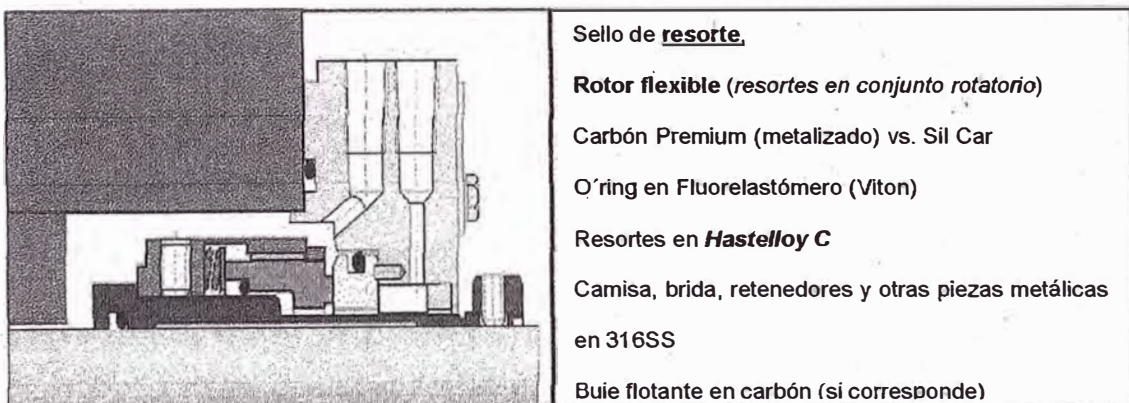 Sello de resorte,
Rotor flexible (resortes en conjunto rotatorio)
Carbón Premium (metalizado) vs. Sil Car
O´ring en Fluorelastómero (Viton)
Resortes en Hastelloy C
Camisa, brida, retenedores y otras piezas metálicas
en 316SS
Buje flotante en carbón (si corresponde)